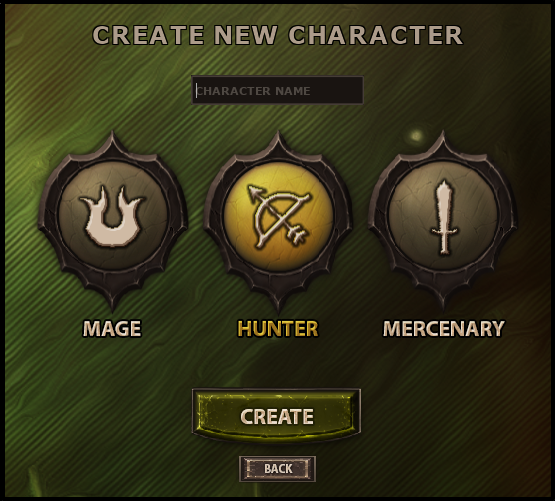 CREATE NEW CHARACTER
CHARACTER NAME
MAGE
HUNTER
MERCENARY
CREATE
BACK